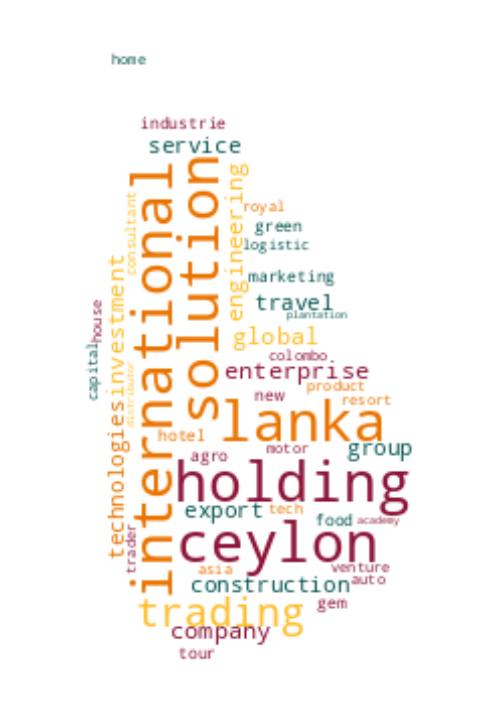 home
industrie
service
international
solution
consultant
engineering
royal
green
logistic
investment
marketing
travel
plantation
house
capital
global
colombo
enterprise
distributor
product
new
resort
lanka
technologies
hotel
motor
group
agro
holding
export
tech
food
academy
trader
ceylon
asia
venture
construction
auto
trading
gem
company
tour